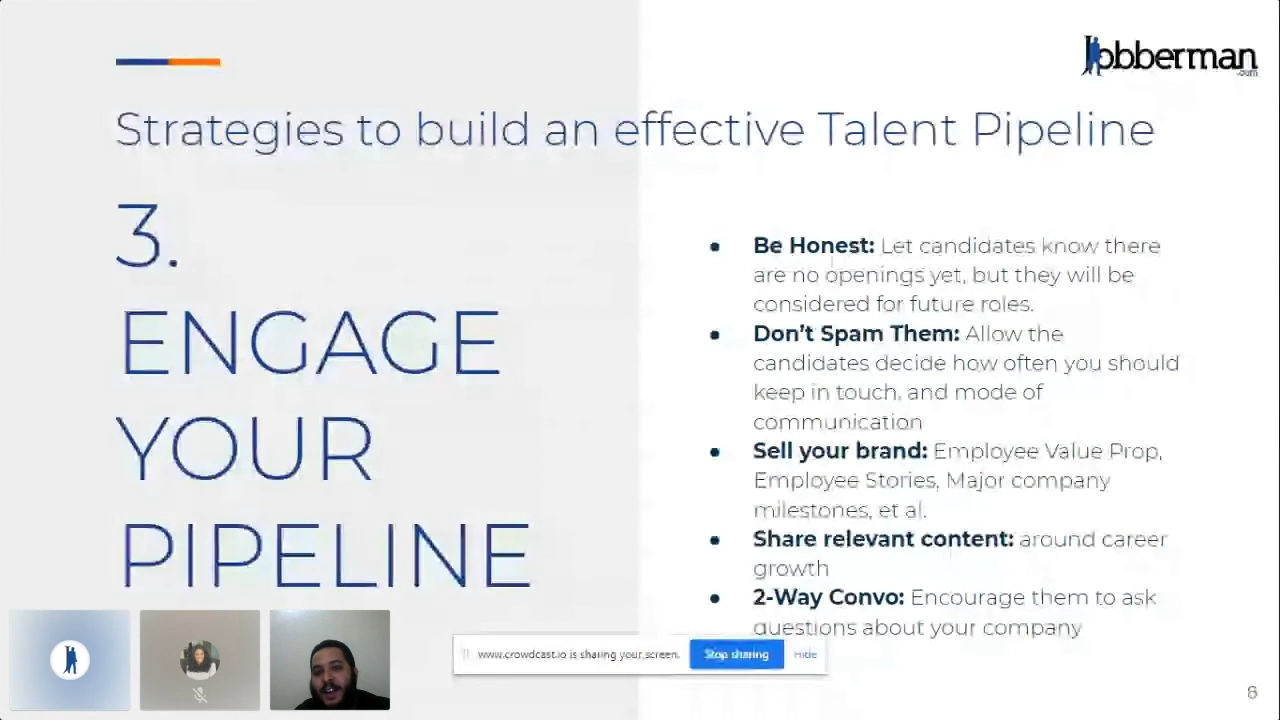 Jobberman
.com
Strategies to build an effective Talent Pipeline
3.
ENGAGE
YOUR
PIPELINE
• Be Honest: Let candidates know there
are no openings yet, but they will be
considered for future roles.
• Don't Spam Them: Allow the
candidates decide how often you should
keep in touch, and mode of
communication
• Sell your brand: Employee Value Prop,
Employee Stories, Major company
milestones, et al.
• Share relevant content: around career
growth
• 2-Way Convo: Encourage them to ask
questions about your company
www.crowdcast.io is sharing your screen.
Stop sharing
Hide
8